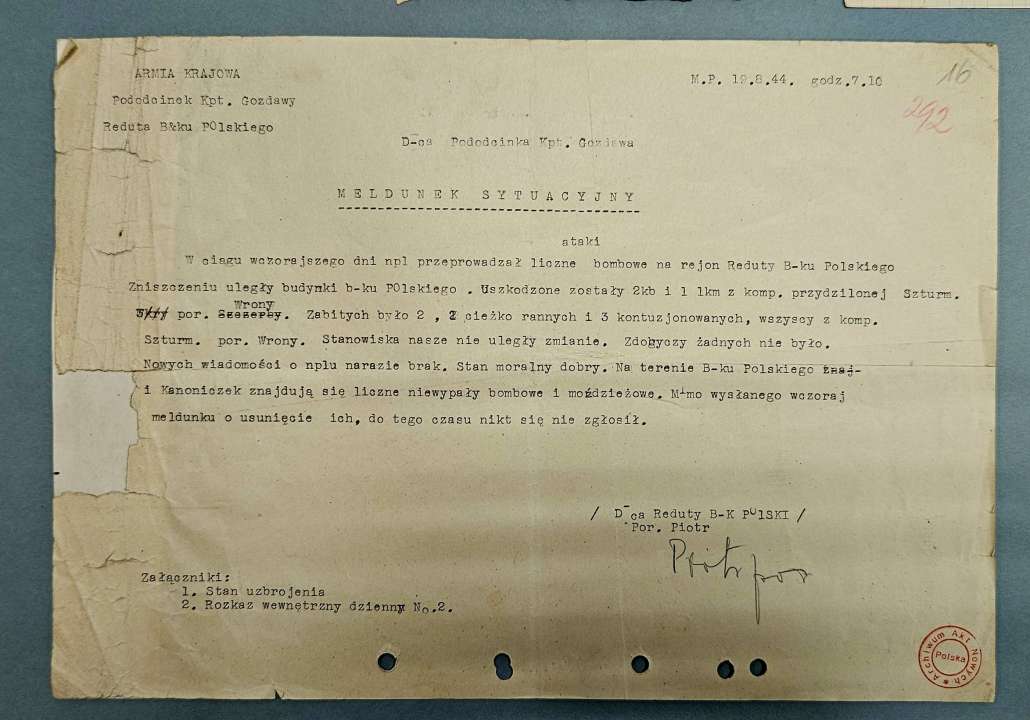 ARMIA KRAJOWA
M.P. 19.8.44. godz.7.10
16
Pododcinek Kpt. Gozdawy
292
Reduta B&ku POlskiego
D-ca Pododcinka Kpt. Gozdawa
MELDUNEK SYTUACYJNY
ataki
W ciagu wczorajszego dni npl przeprowadzał liczne bombowe na rejon Reduty B-ku Polskiego
Zniszczeniu uległy budynki b-ku POlskiego . Uszkodzone zostały 2kb i 1 lkm z komp. przydzilonej Szturm.
Wrony
por. Szczerby. Zabitych było 2 , 2 cieżko rannych i 3 kontuzjonowanych, wszyscy z komp.
Szturm. por. Wrony. Stanowiska nasze nie uległy zmianie. Zdobyczy żadnych nie było.
Nowych wiadomości o nplu narazie brak. Stan moralny dobry. Na terenie B-ku Polskiego znaj-
i Kanoniczek znajdują się liczne niewypały bombowe i moździeżowe. Mimo wysłanego wczoraj
meldunku o usunięcie ich, do tego czasu nikt się nie zgłosił.
/ D-ca Reduty B-K POlSKI /
Por. Piotr
Piotr por
Załączniki:
1. Stan uzbrojenia
2. Rozkaz wewnętrzny dzienny No.2.
Archiwum Akt Nowych
Polska